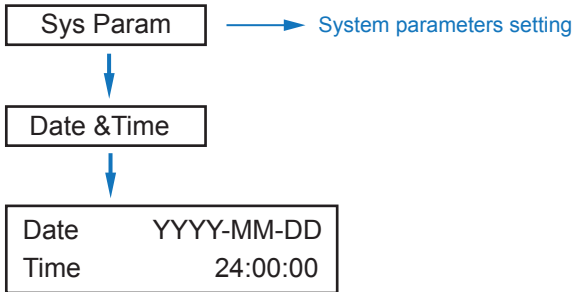 Sys Param System parameters setting
Date &Time
Date YYYY-MM-DD
Time 24:00:00